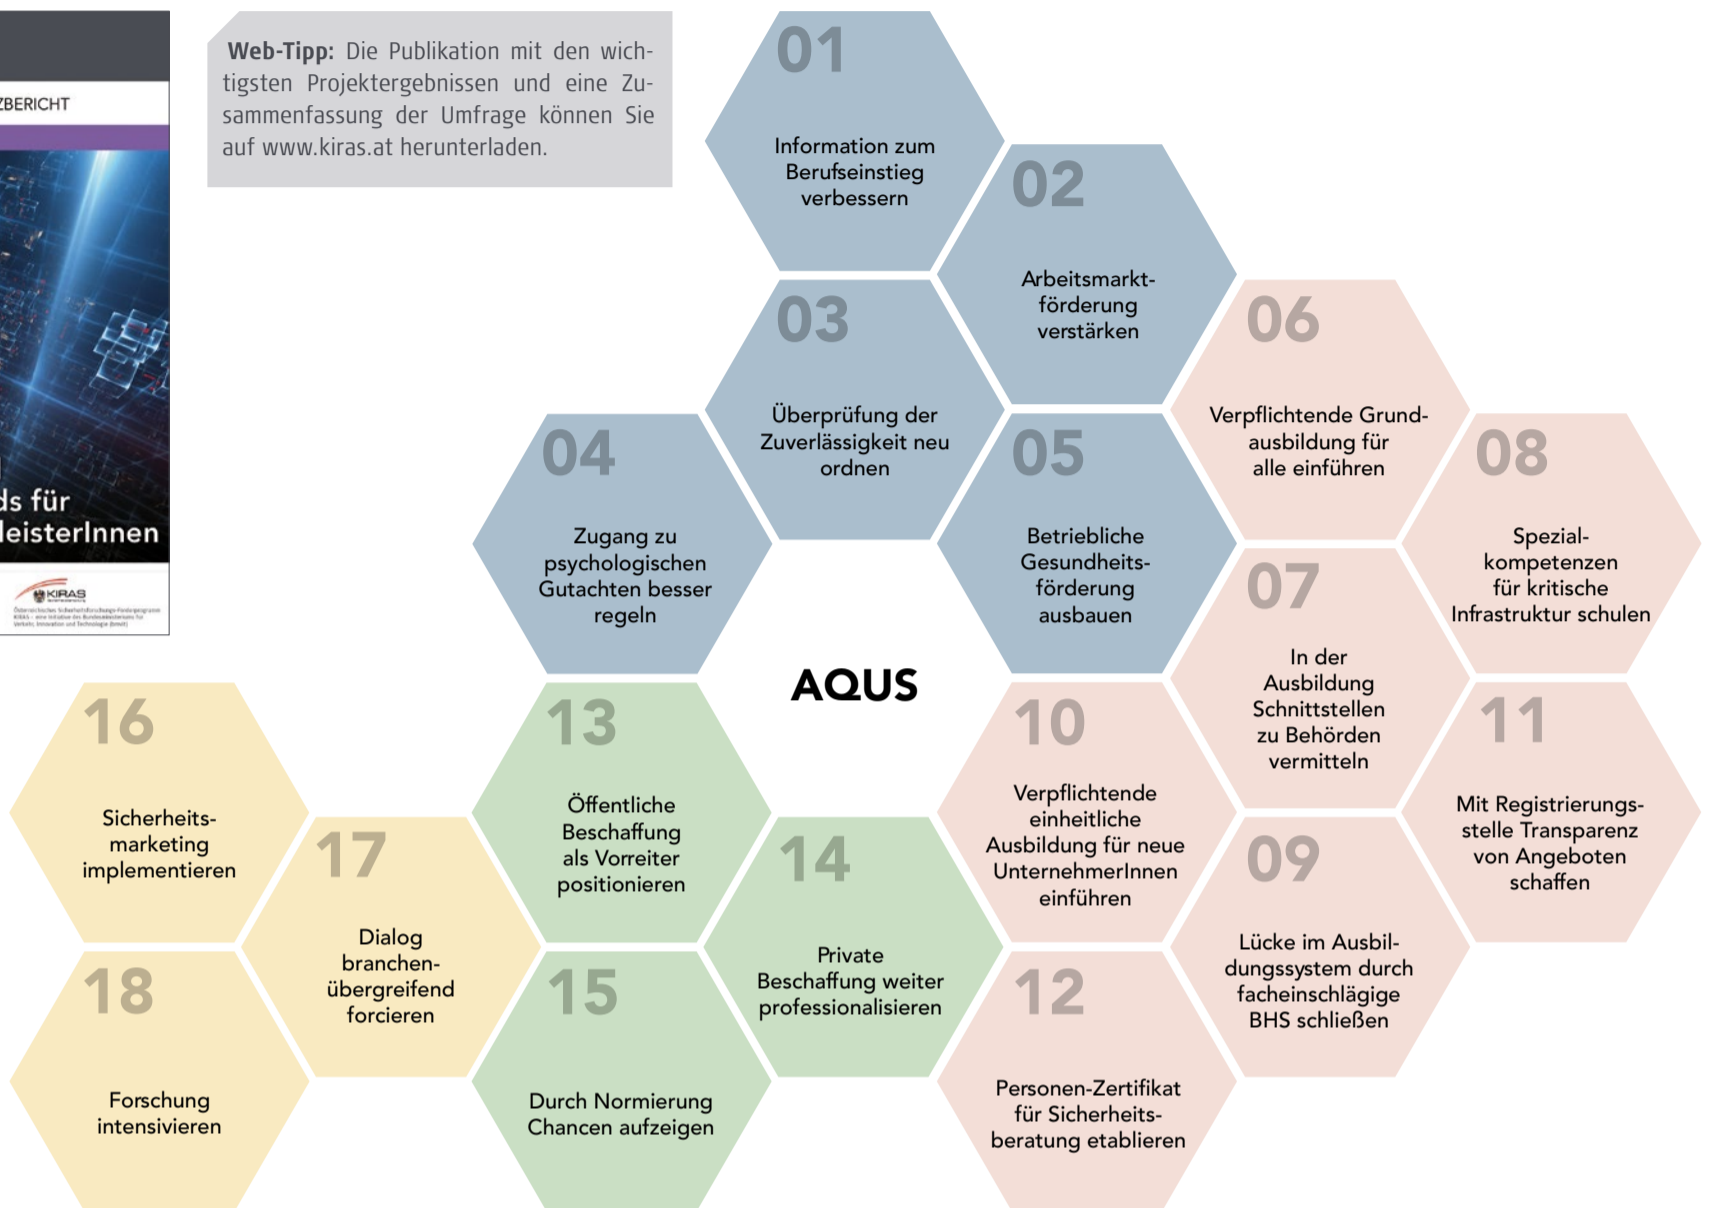 ZBERICHT
ds für
leisterInnen
KIRAS
Web-Tipp: Die Publikation mit den wich-
tigsten Projektergebnissen und eine Zu-
sammenfassung der Umfrage können Sie
auf www.kiras.at herunterladen.
01
Information zum
Berufseinstieg
verbessern
02
Arbeitsmarkt-
förderung
verstärken
03
Überprüfung der
Zuverlässigkeit neu
ordnen
04
Zugang zu
psychologischen
Gutachten besser
regeln
05
Betriebliche
Gesundheits-
förderung
ausbauen
06
Verpflichtende Grund-
ausbildung für
alle einführen
07
In der
Ausbildung
Schnittstellen
zu Behörden
vermitteln
08
Spezial-
kompetenzen
für kritische
Infrastruktur schulen
AQUS
09
Lücke im Ausbil-
dungssystem durch
facheinschlägige
BHS schließen
10
Verpflichtende
einheitliche
Ausbildung für neue
UnternehmerInnen
einführen
11
Mit Registrierungs-
stelle Transparenz
von Angeboten
schaffen
12
Personen-Zertifikat
für Sicherheits-
beratung etablieren
13
Öffentliche
Beschaffung
als Vorreiter
positionieren
14
Private
Beschaffung weiter
professionalisieren
15
Durch Normierung
Chancen aufzeigen
16
Sicherheits-
marketing
implementieren
17
Dialog
branchen-
übergreifend
forcieren
18
Forschung
intensivieren